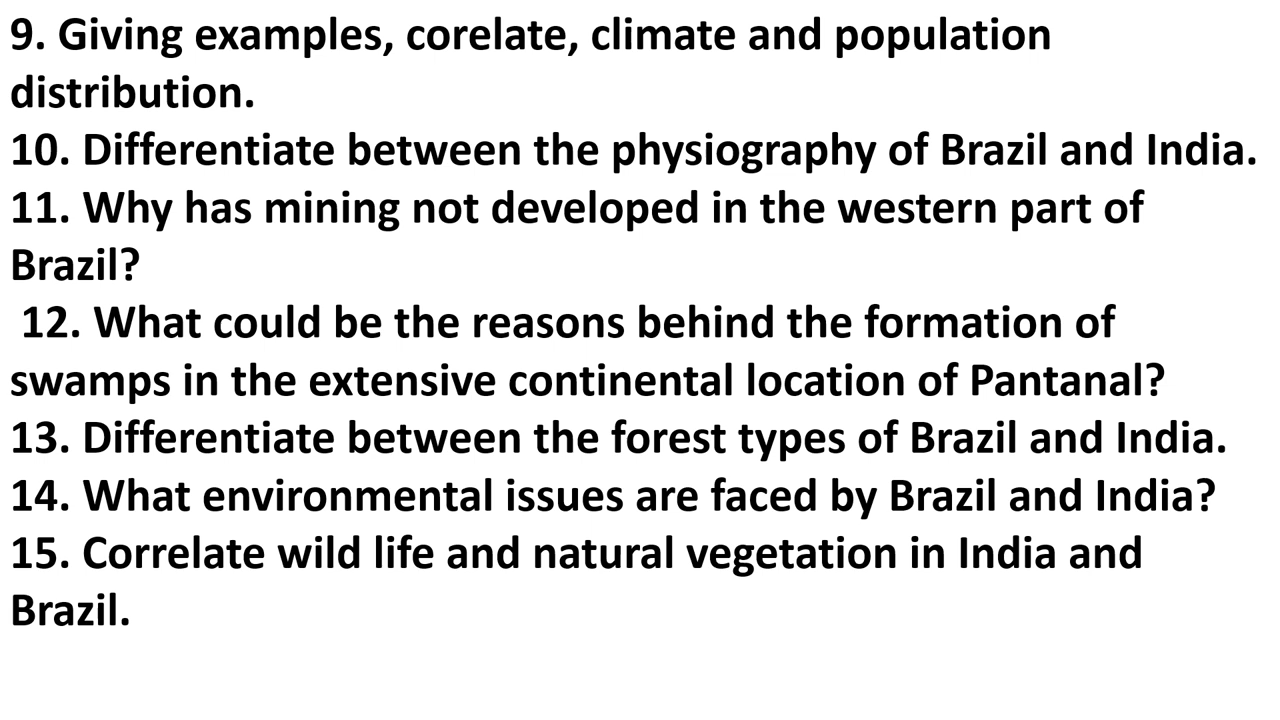 9. Giving examples, corelate, climate and population
distribution.
10. Differentiate between the physiography of Brazil and India.
11. Why has mining not developed in the western part of
Brazil?
12. What could be the reasons behind the formation of
swamps in the extensive continental location of Pantanal?
13. Differentiate between the forest types of Brazil and India.
14. What environmental issues are faced by Brazil and India?
15. Correlate wild life and natural vegetation in India and
Brazil.